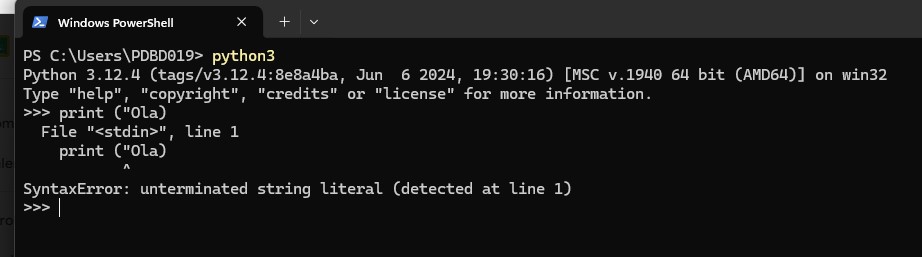 Windows PowerShell
PS C:\Users\PDBD019> python3
Python 3.12.4 (tags/v3.12.4:8e8a4ba, Jun  6 2024, 19:30:16) [MSC v.1940 64 bit (AMD64)] on win32
Type "help", "copyright", "credits" or "license" for more information.
>>> print ("Ola)
  File "<stdin>", line 1
    print ("Ola)
           ^
SyntaxError: unterminated string literal (detected at line 1)
>>>